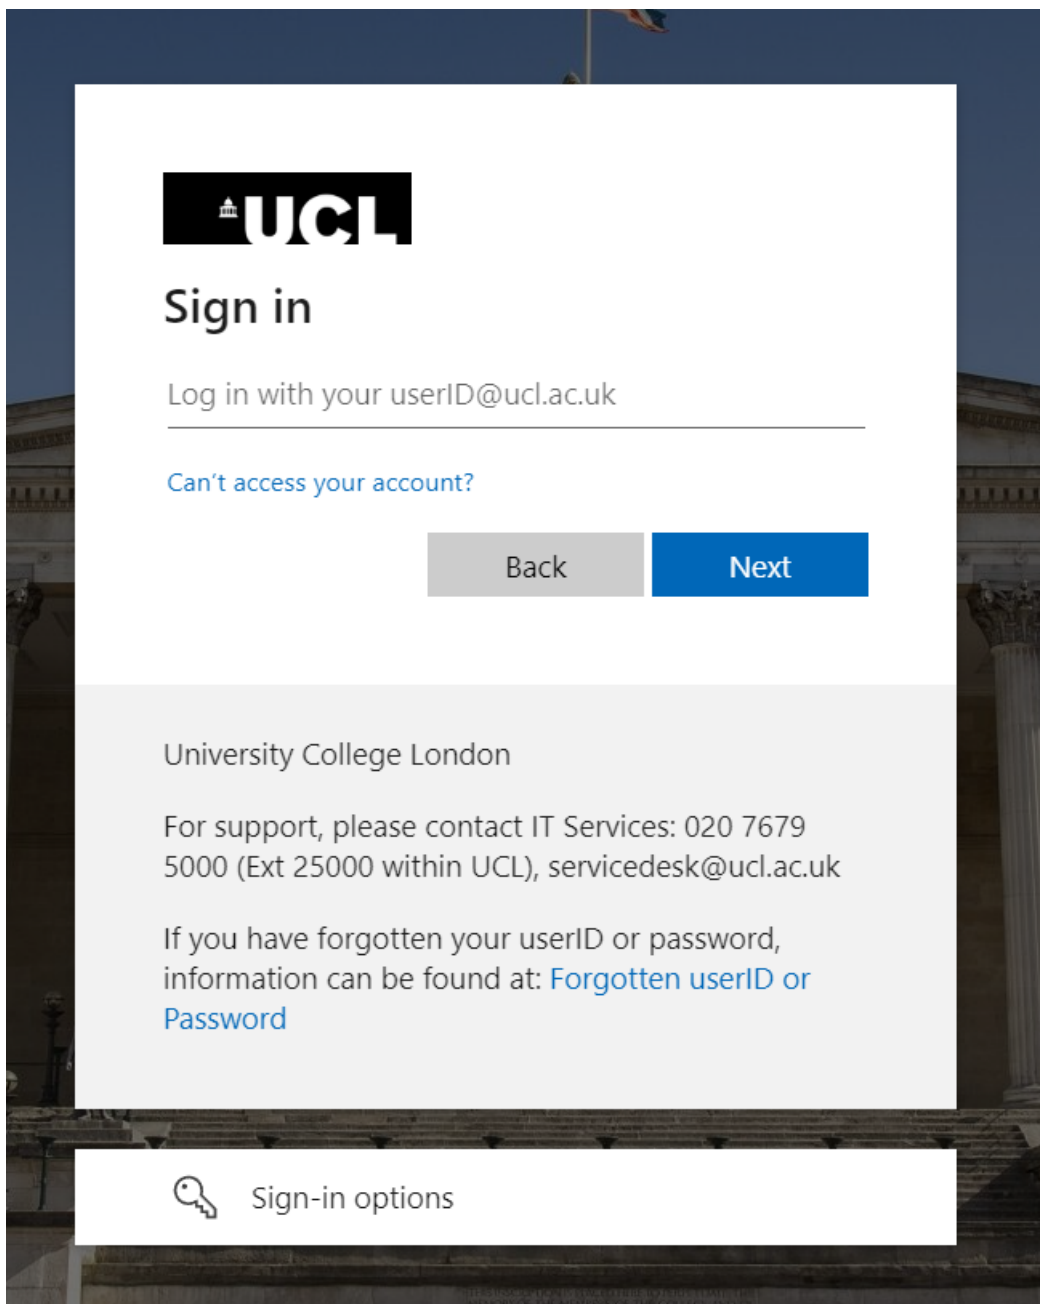 UCL
Sign in
Log in with your userID@ucl.ac.uk
Can't access your account?
Back
Next
University College London
For support, please contact IT Services: 020 7679
5000 (Ext 25000 within UCL), servicedesk@ucl.ac.uk
If you have forgotten your userID or password,
information can be found at: Forgotten userID or
Password
Sign-in options